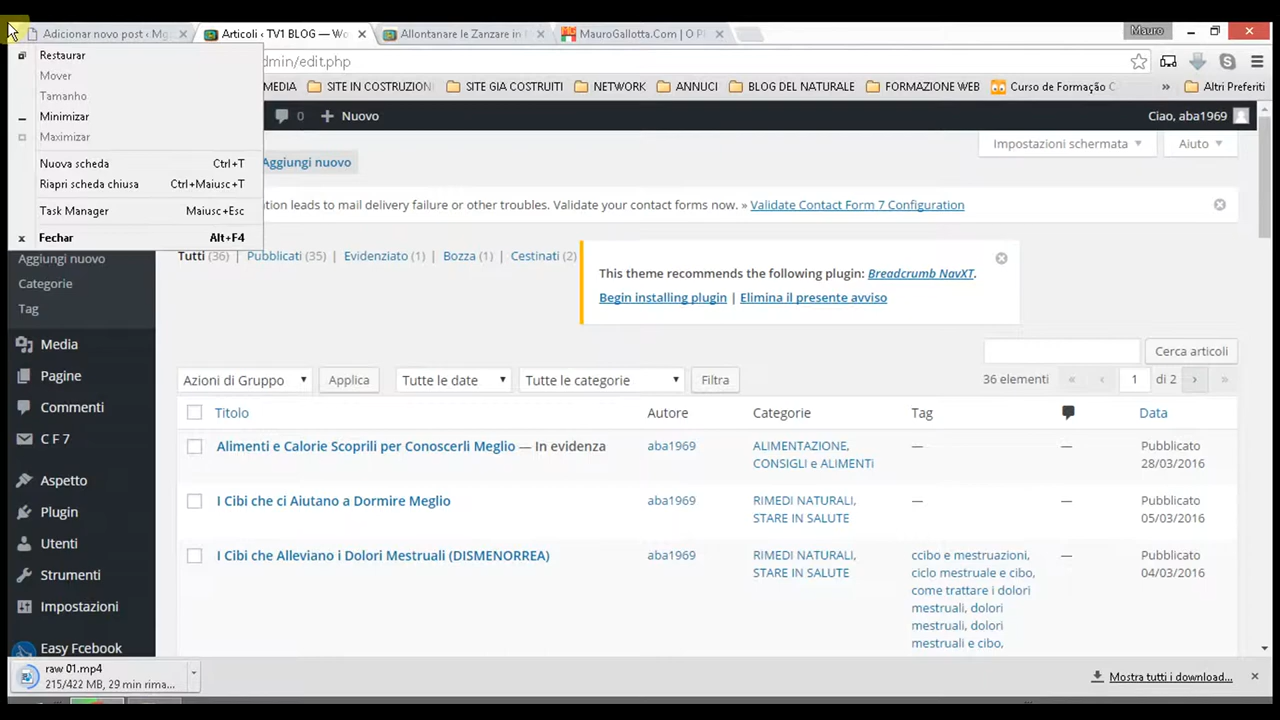 Adicionar novo post ‹ Mg
Articoli ‹ TV1 BLOG — Wo
Allontanare le Zanzare in
MauroGallotta.Com | O P
Mauro
Restaurar
dmin/edit.php
Mover
Tamanho
MEDIA
SITE IN COSTRUZION
SITE GIA COSTRUITI
NETWORK
ANNUCI
BLOG DEL NATURALE
FORMAZIONE WEB
Curso de Formação C
»
Altri Preferiti
Minimizar
0
+ Nuovo
Ciao, aba1969
Maximizar
Impostazioni schermata
Aiuto
Nuova scheda Ctrl+T
Aggiungi nuovo
Riapri scheda chiusa Ctrl+Maiusc+T
Task Manager Maiusc+Esc
tion leads to mail delivery failure or other troubles. Validate your contact forms now. » Validate Contact Form 7 Configuration
Fechar Alt+F4
Tutti (36) | Pubblicati (35) | Evidenziato (1) | Bozza (1) | Cestinati (2)
Aggiungi nuovo
Categorie
Tag
This theme recommends the following plugin: Breadcrumb NavXT.
Begin installing plugin | Elimina il presente avviso
Media
Pagine
Commenti
C F 7
Aspetto
Plugin
Utenti
Strumenti
Impostazioni
Easy Fcebook
Cerca articoli
Azioni di Gruppo
Applica
Tutte le date
Tutte le categorie
Filtra
36 elementi « ‹ 1 di 2 › »
Titolo Autore Categorie Tag Data
Alimenti e Calorie Scoprili per Conoscerli Meglio — In evidenza aba1969 ALIMENTAZIONE, — — Pubblicato
CONSIGLI e ALIMENTi 28/03/2016
I Cibi che ci Aiutano a Dormire Meglio aba1969 RIMEDI NATURALI, — — Pubblicato
STARE IN SALUTE 05/03/2016
I Cibi che Alleviano i Dolori Mestruali (DISMENORREA) aba1969 RIMEDI NATURALI, ccibo e mestruazioni, — Pubblicato
STARE IN SALUTE ciclo mestruale e cibo, 04/03/2016
come trattare i dolori
mestruali, dolori
mestruali, dolori
mestruali e cibo,
raw 01.mp4
215/422 MB, 29 min rima...
Mostra tutti i download...